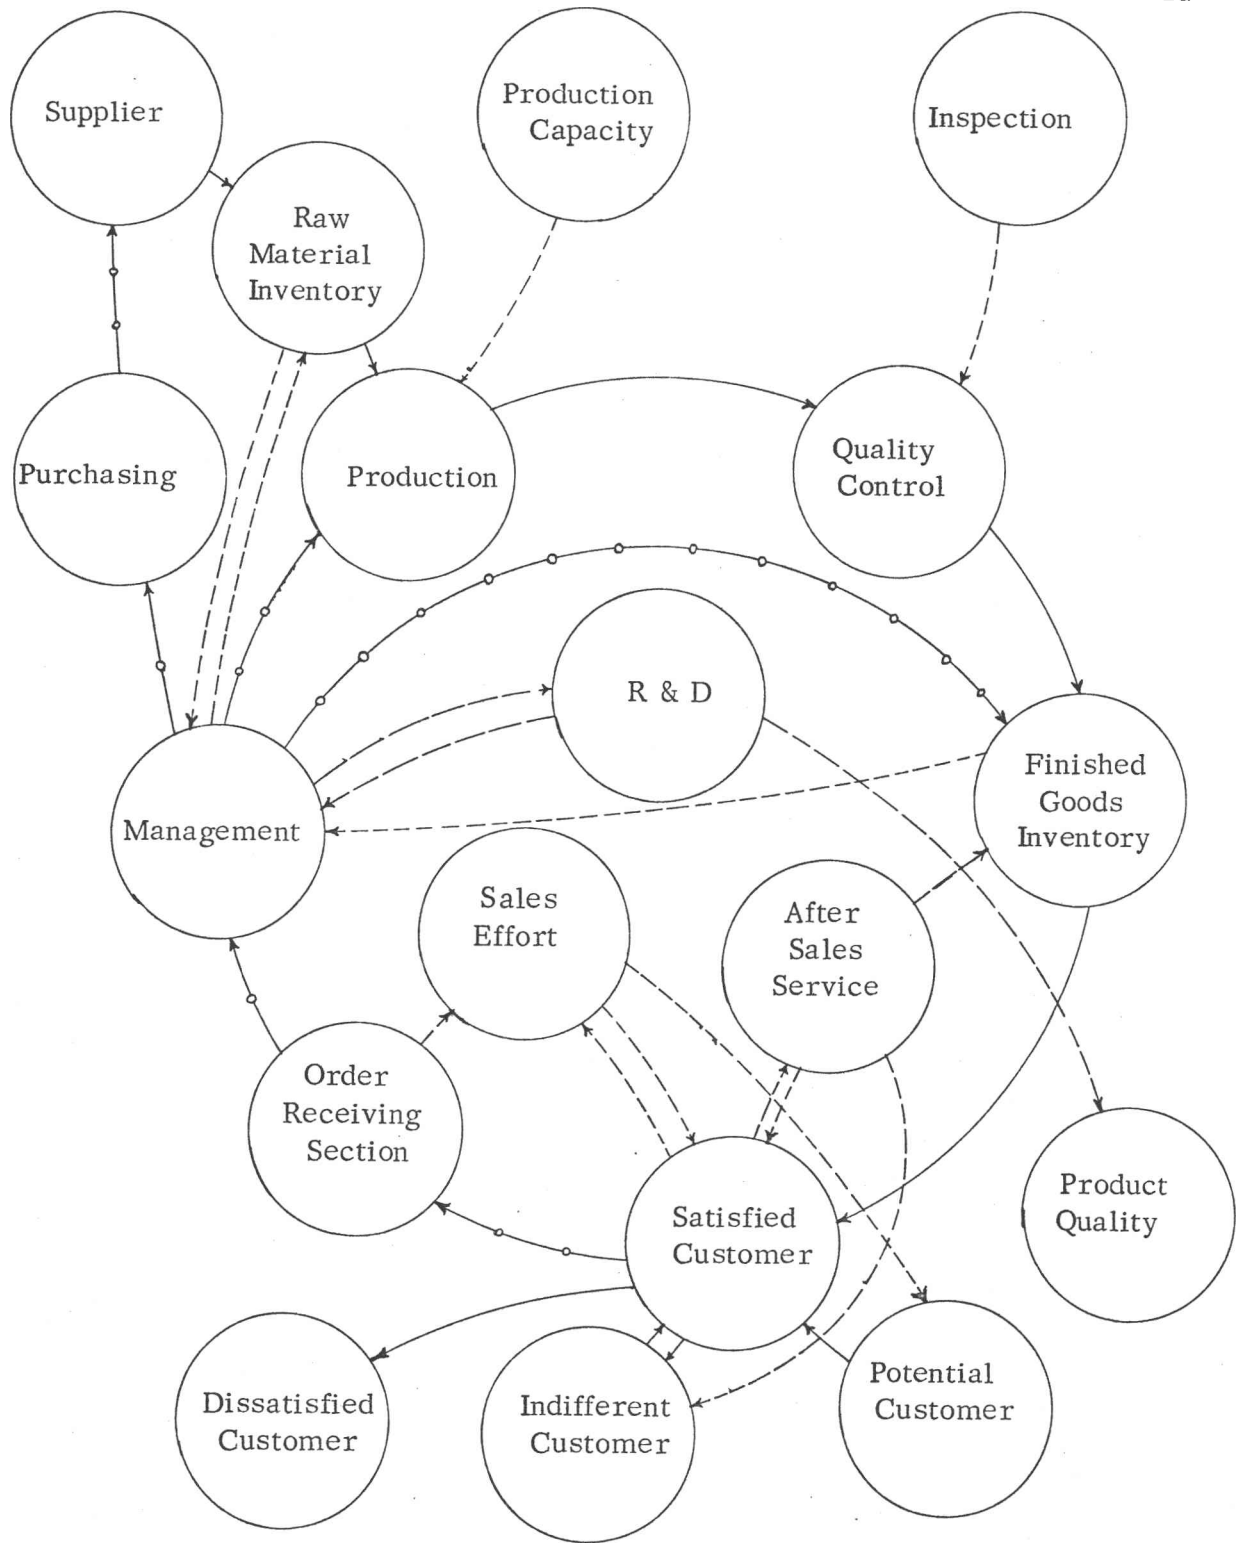 Supplier
Production
Capacity
Inspection
Raw
Material
Inventory
Purchasing
Production
Quality
Control
R & D
Finished
Goods
Inventory
Management
Sales
Effort
After
Sales
Service
Order
Receiving
Section
Satisfied
Customer
Product
Quality
Dissatisfied
Customer
Indifferent
Customer
Potential
Customer